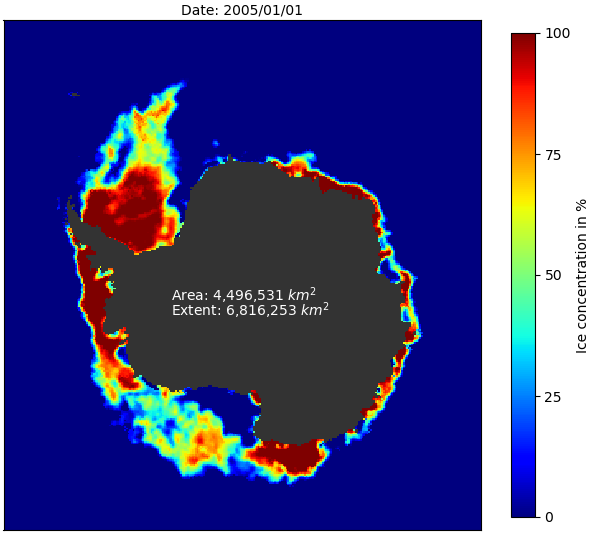 Date: 2005/01/01
Area: 4,496,531 km²
Extent: 6,816,253 km²
100
75
50
25
0
Ice concentration in %